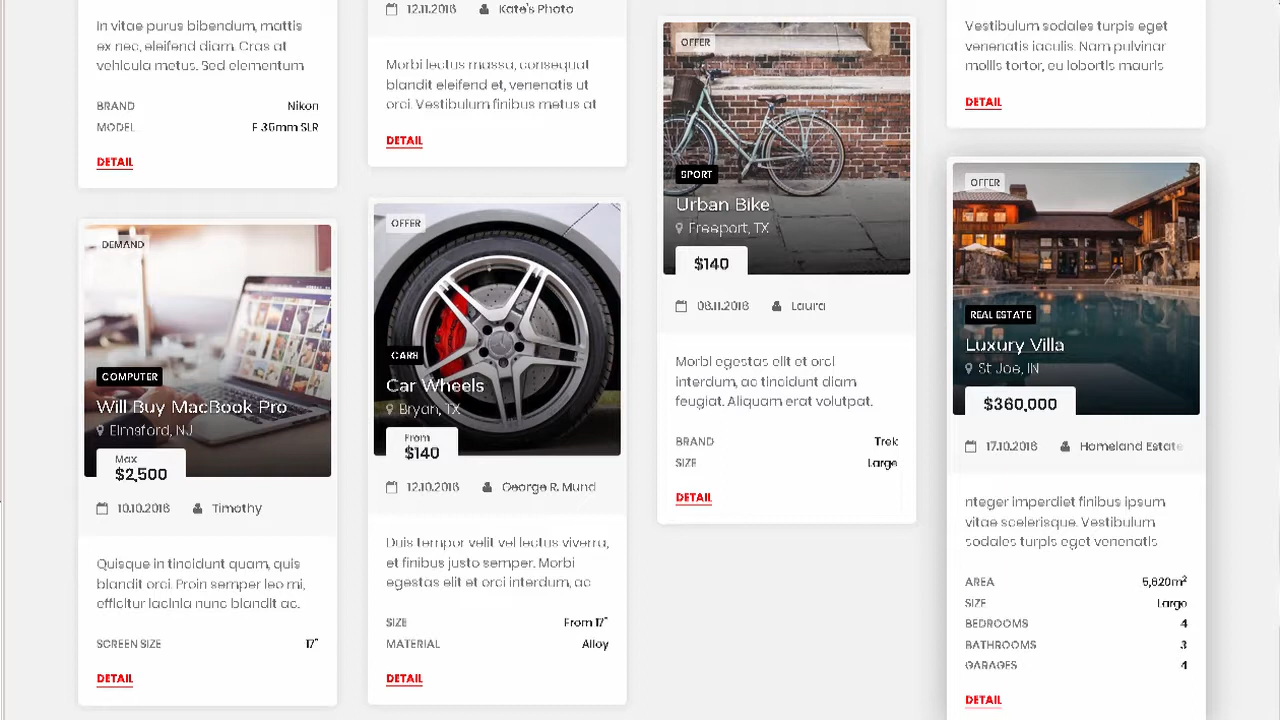 In vitae purus bibendum, mattis
ex nec, eleifend diam. Cras at
vehicula metus. Sed elementum
BRAND Nikon
MODEL F 35mm SLR
DETAIL
DEMAND
COMPUTER
Will Buy MacBook Pro
Elmsford, NJ
Max
$2,500
10.10.2016 Timothy
Quisque in tincidunt quam, quis
blandit orci. Proin semper leo mi,
efficitur lacinia nunc blandit ac.
SCREEN SIZE 17"
DETAIL
12.11.2016 Kate's Photo
Morbi lectus massa, consequat
blandit eleifend et, venenatis ut
orci. Vestibulum finibus metus at
DETAIL
OFFER
CARS
Car Wheels
Bryan, TX
From
$140
12.10.2016 George R. Mund
Duis tempor velit vel lectus viverra,
et finibus justo semper. Morbi
egestas elit et orci interdum, ac
SIZE From 17"
MATERIAL Alloy
DETAIL
OFFER
SPORT
Urban Bike
Freeport, TX
$140
06.11.2016 Laura
Morbi egestas elit et orci
interdum, ac tincidunt diam
feugiat. Aliquam erat volutpat.
BRAND Trek
SIZE Large
DETAIL
Vestibulum sodales turpis eget
venenatis iaculis. Nam pulvinar
mollis tortor, eu lobortis mauris
DETAIL
OFFER
REAL ESTATE
Luxury Villa
St Joe, IN
$360,000
17.10.2016 Homeland Estate
nteger imperdiet finibus ipsum
vitae scelerisque. Vestibulum
sodales turpis eget venenatis
AREA 5,620m²
SIZE Large
BEDROOMS 4
BATHROOMS 3
GARAGES 4
DETAIL